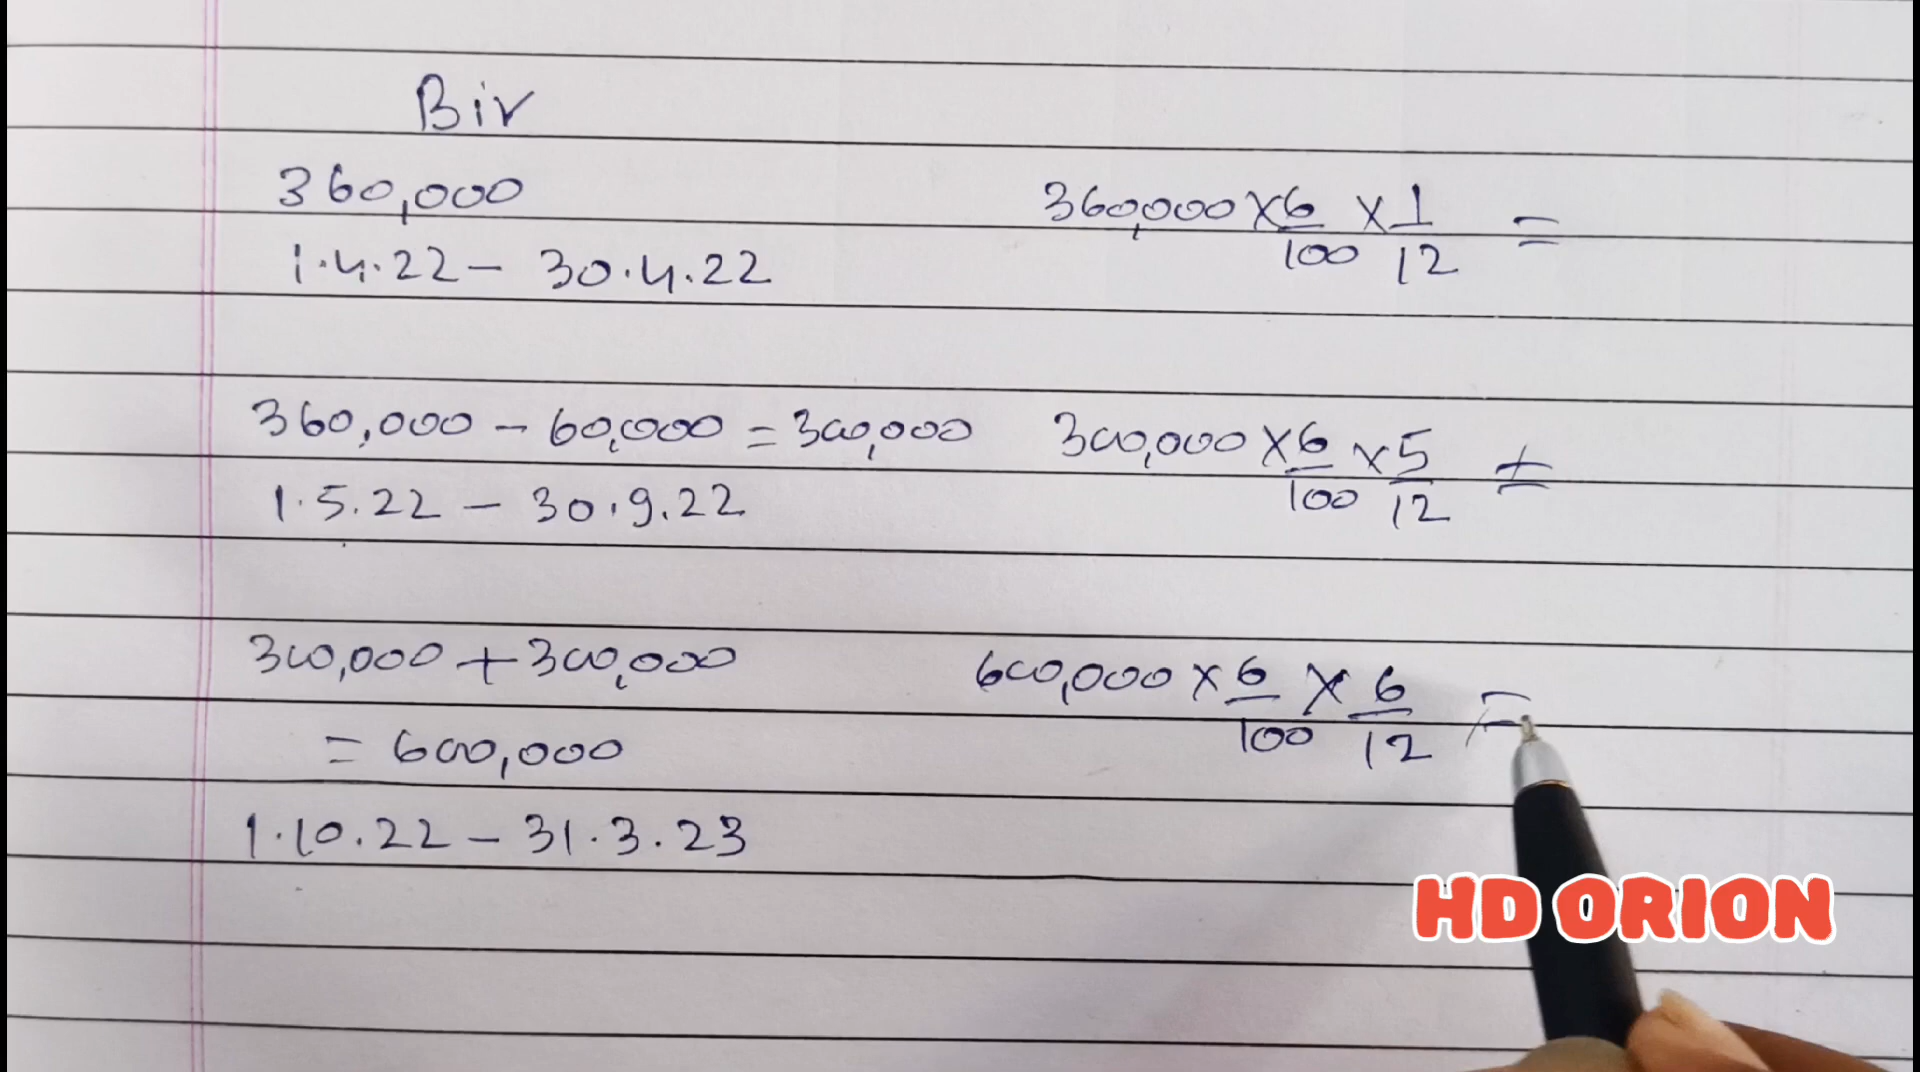 Bir
360,000
360,000 × 6/100 × 1/12 =
1.4.22 – 30.4.22
360,000 – 60,000 = 300,000
300,000 × 6/100 × 5/12 =
1.5.22 – 30.9.22
300,000 + 300,000
600,000 × 6/100 × 6/12 =
= 600,000
1.10.22 – 31.3.23
HD ORION